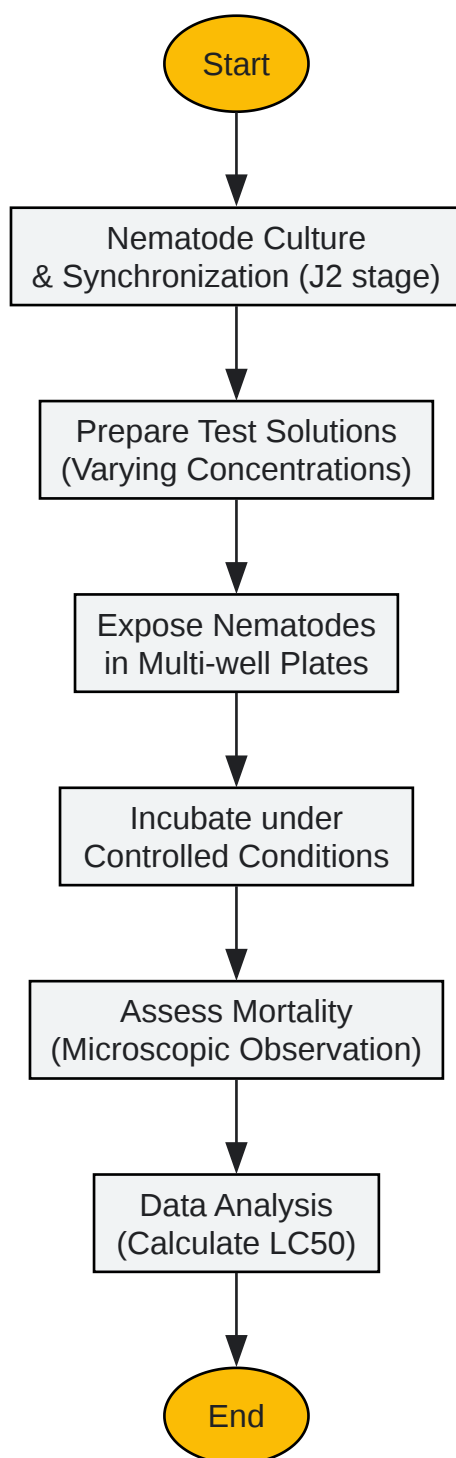 Start
Nematode Culture
& Synchronization (J2 stage)
Prepare Test Solutions
(Varying Concentrations)
Expose Nematodes
in Multi-well Plates
Incubate under
Controlled Conditions
Assess Mortality
(Microscopic Observation)
Data Analysis
(Calculate LC50)
End